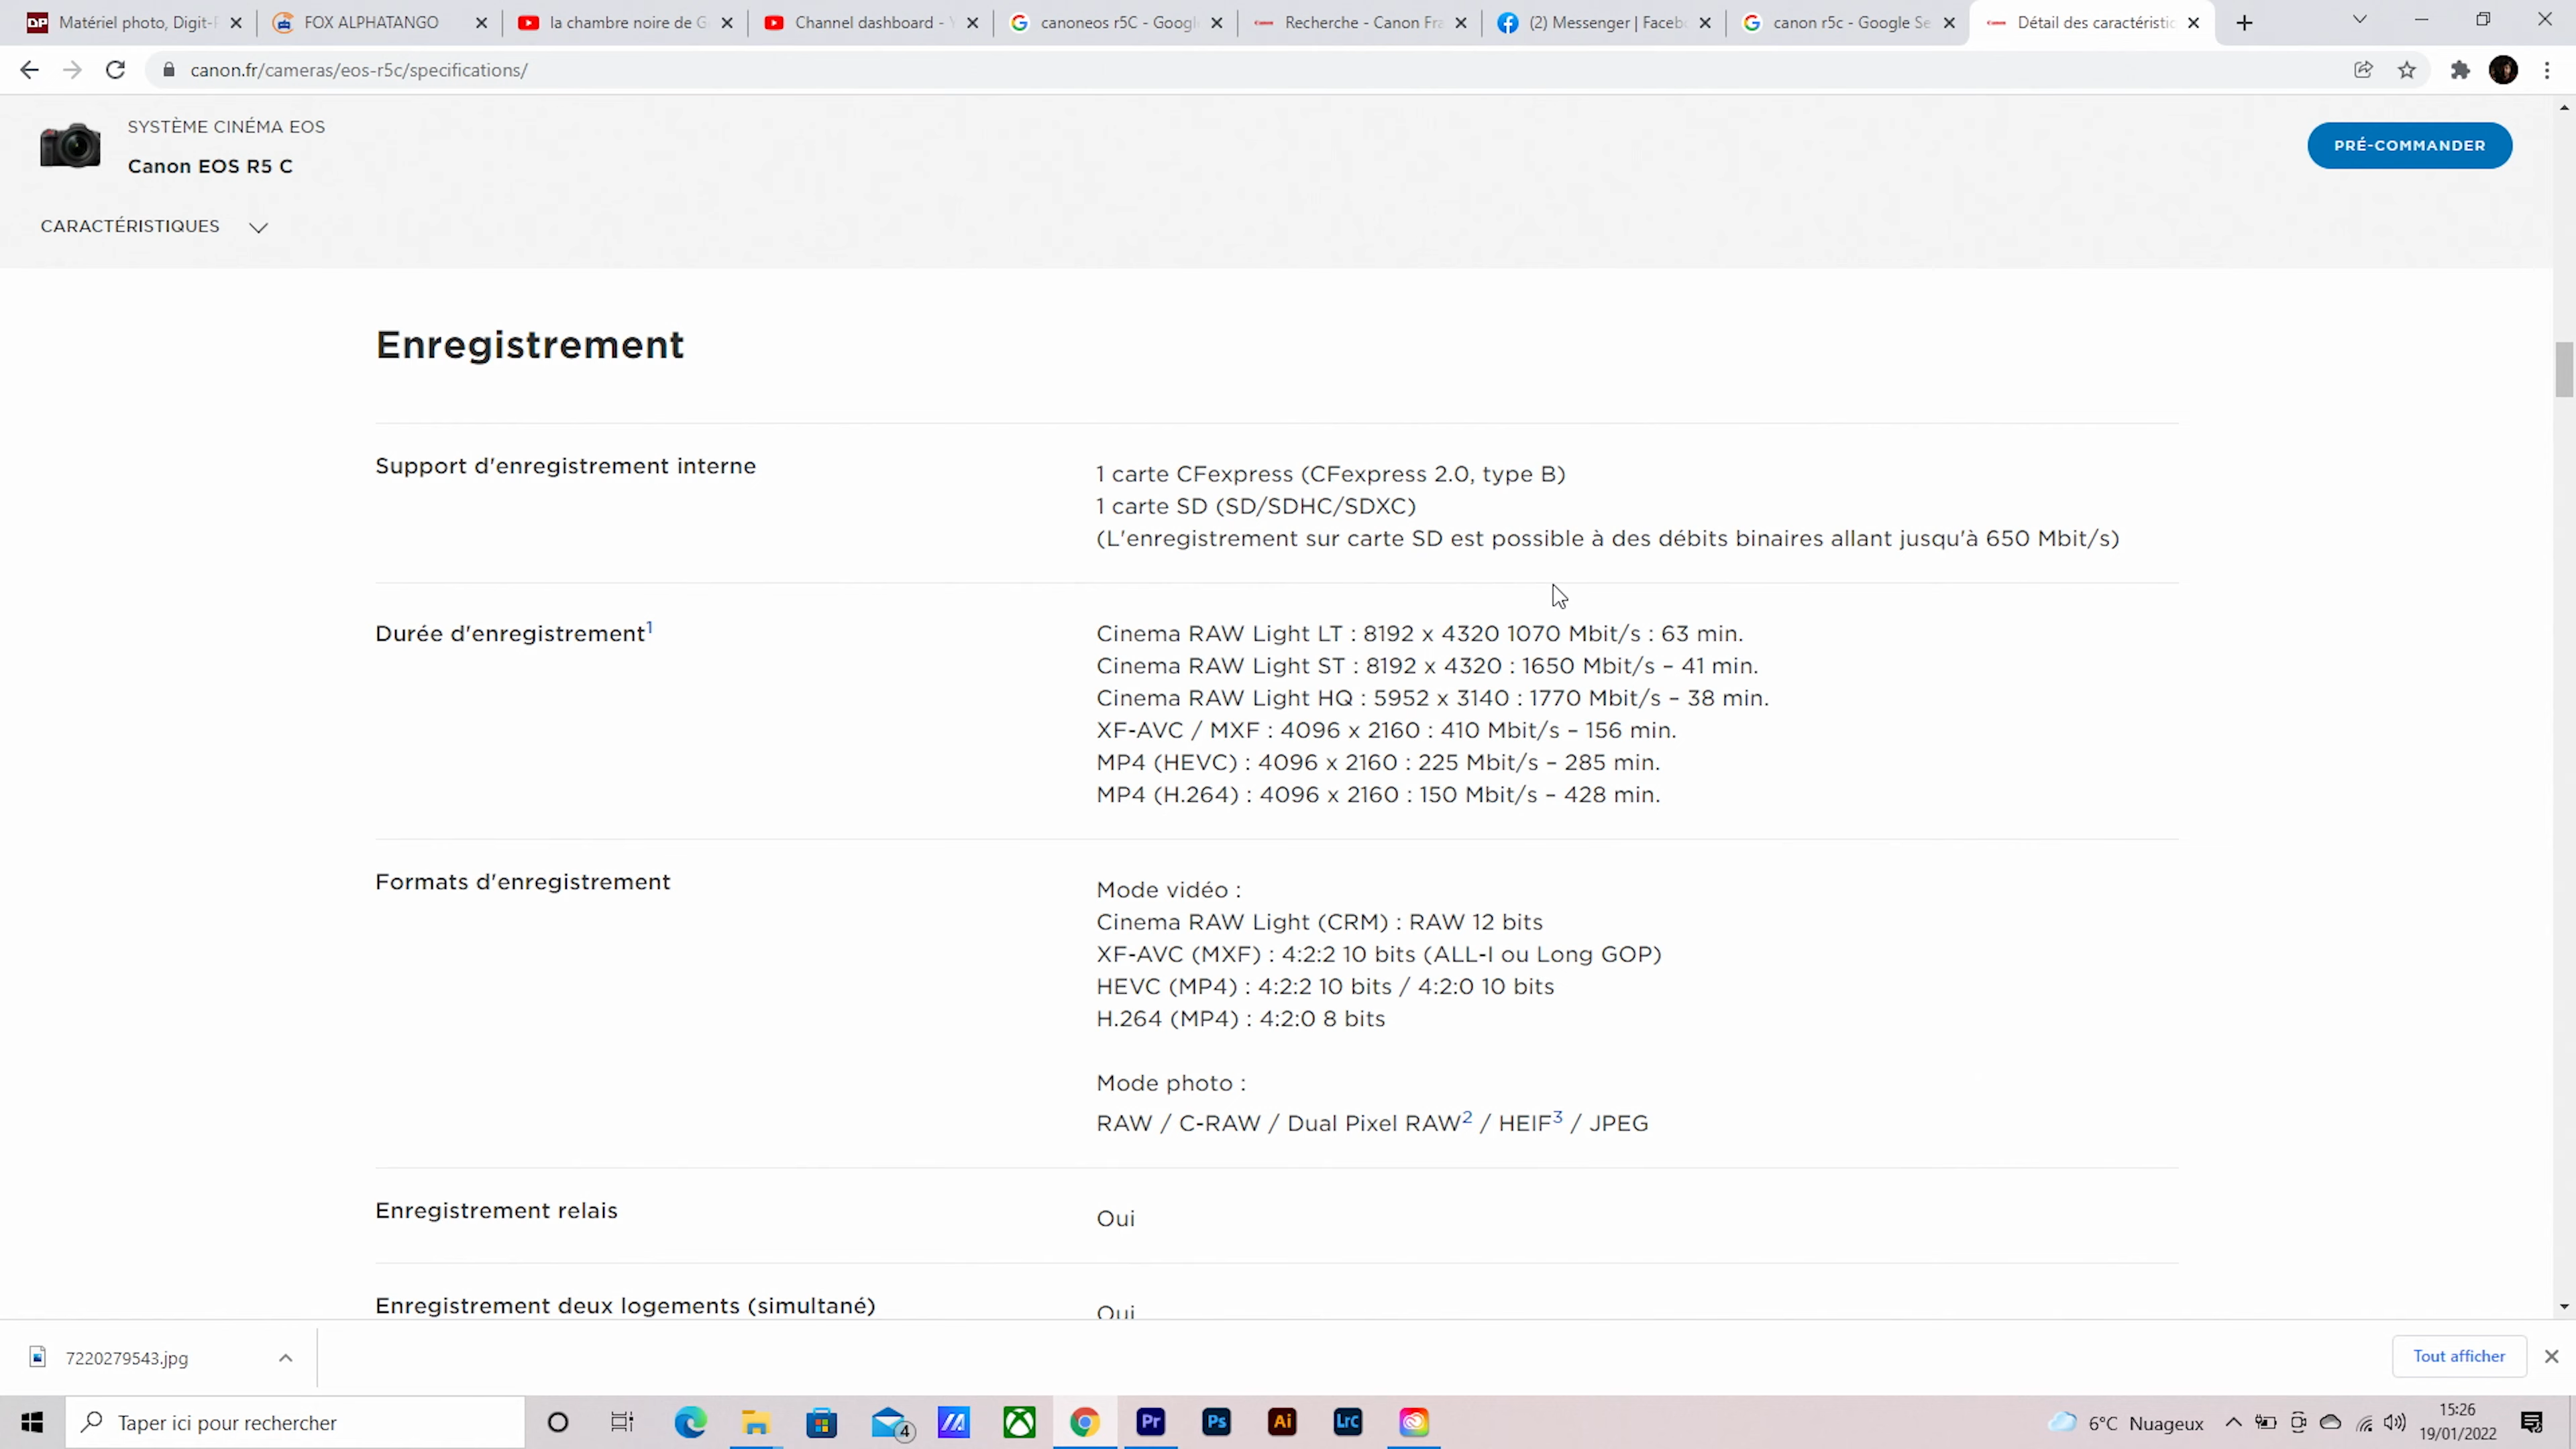 DP Matériel photo, Digit-P
FOX ALPHATANGO
la chambre noire de G
Channel dashboard - Y
canoneos r5C - Google
Recherche - Canon Fra
(2) Messenger | Facebo
canon r5c - Google Se
Détail des caractéristic
canon.fr/cameras/eos-r5c/specifications/
SYSTÈME CINÉMA EOS
Canon EOS R5 C
PRÉ-COMMANDER
CARACTÉRISTIQUES
Enregistrement
Support d'enregistrement interne
1 carte CFexpress (CFexpress 2.0, type B)
1 carte SD (SD/SDHC/SDXC)
(L'enregistrement sur carte SD est possible à des débits binaires allant jusqu'à 650 Mbit/s)
Durée d'enregistrement1
Cinema RAW Light LT : 8192 x 4320 1070 Mbit/s : 63 min.
Cinema RAW Light ST : 8192 x 4320 : 1650 Mbit/s – 41 min.
Cinema RAW Light HQ : 5952 x 3140 : 1770 Mbit/s – 38 min.
XF-AVC / MXF : 4096 x 2160 : 410 Mbit/s – 156 min.
MP4 (HEVC) : 4096 x 2160 : 225 Mbit/s – 285 min.
MP4 (H.264) : 4096 x 2160 : 150 Mbit/s – 428 min.
Formats d'enregistrement
Mode vidéo :
Cinema RAW Light (CRM) : RAW 12 bits
XF-AVC (MXF) : 4:2:2 10 bits (ALL-I ou Long GOP)
HEVC (MP4) : 4:2:2 10 bits / 4:2:0 10 bits
H.264 (MP4) : 4:2:0 8 bits
Mode photo :
RAW / C-RAW / Dual Pixel RAW2 / HEIF3 / JPEG
Enregistrement relais
Oui
Enregistrement deux logements (simultané)
Oui
7220279543.jpg
Tout afficher
Taper ici pour rechercher
4
Pr
Ps
Ai
Lrc
6°C Nuageux
15:26
19/01/2022